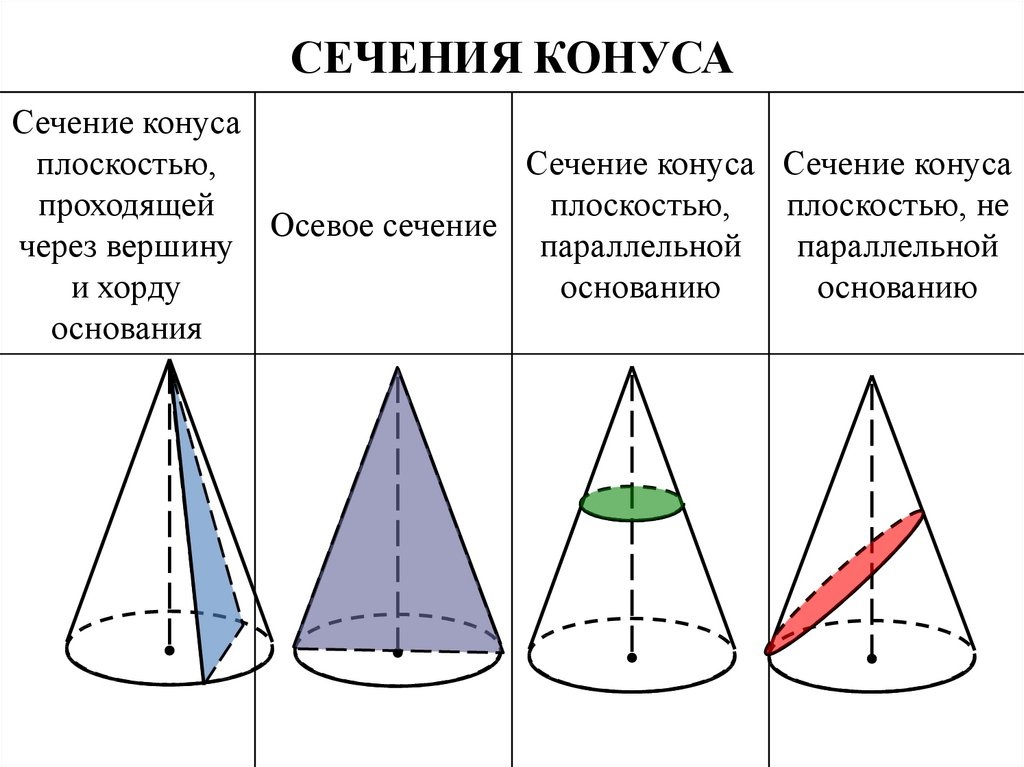 СЕЧЕНИЯ КОНУСА
Сечение конуса
плоскостью,
проходящей
через вершину
и хорду
основания
Осевое сечение
Сечение конуса
плоскостью,
параллельной
основанию
Сечение конуса
плоскостью, не
параллельной
основанию